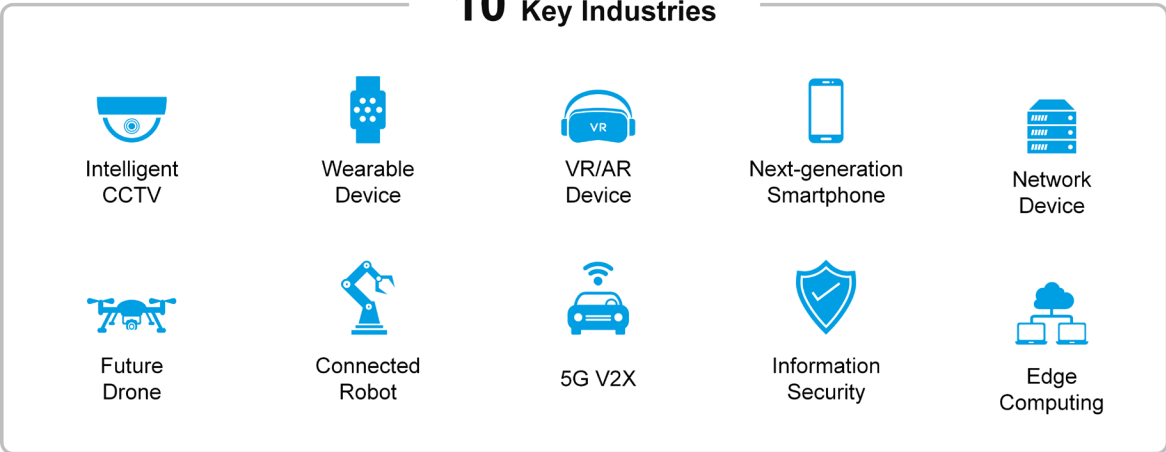 10 Key Industries
VR
Intelligent
CCTV
Wearable
Device
VR/AR
Device
Next-generation
Smartphone
Network
Device
Future
Drone
Connected
Robot
5G V2X
Information
Security
Edge
Computing